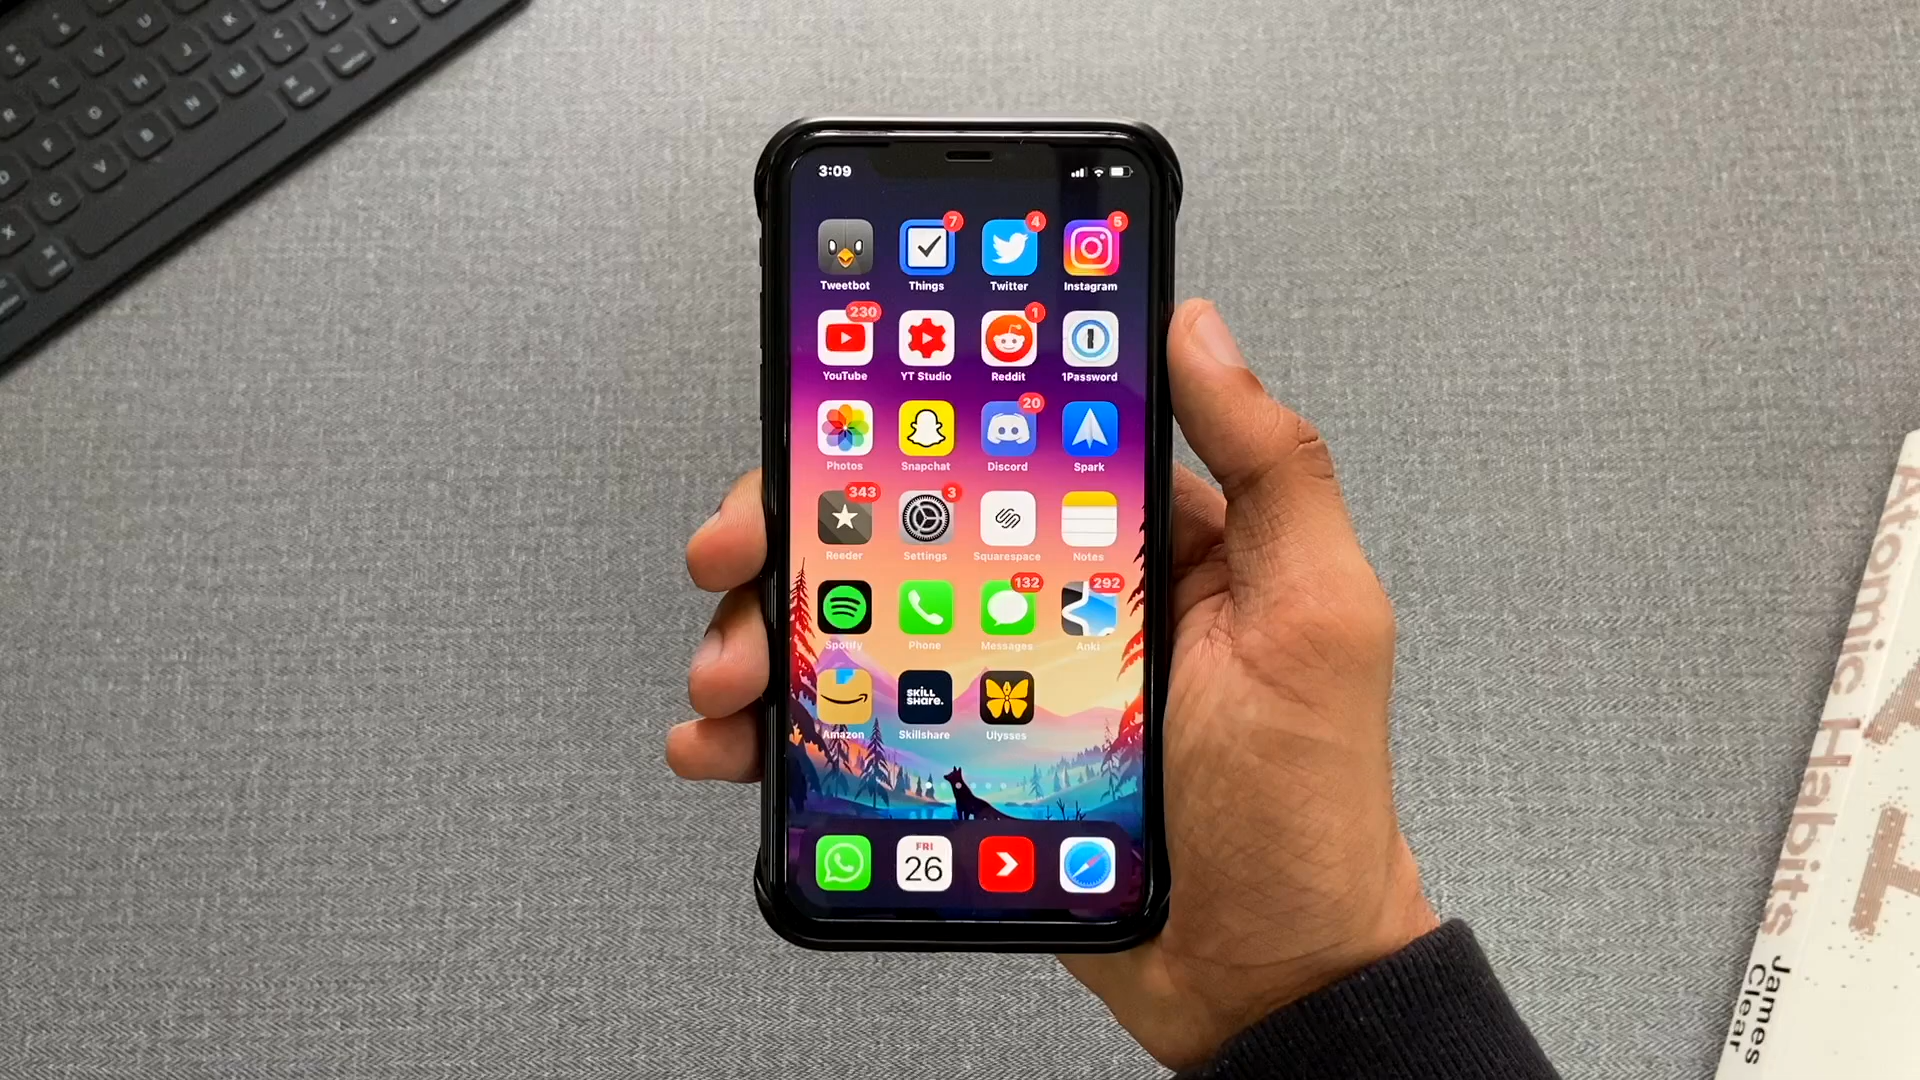 3:09
7
4
5
Tweetbot
Things
Twitter
Instagram
230
1
YouTube
YT Studio
Reddit
1Password
20
Photos
Snapchat
Discord
Spark
343
3
Reeder
Settings
Squarespace
Notes
132
292
Spotify
Phone
Messages
Anki
SKILL
SHARE.
Amazon
Skillshare
Ulysses
FRI
26
Atomic Habits
James
Clear
Y
U
K
T
H
J
R
G
M
F
N
D
V
B
C
X